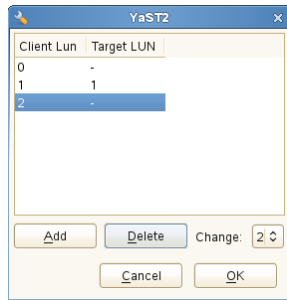 YaST2
Client Lun Target LUN
0 -
1 1
2 -
Add Delete Change: 2
Cancel OK